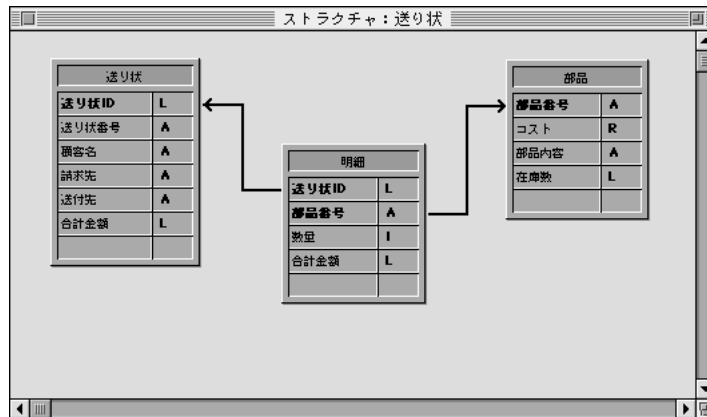 ストラクチャ：送り状
送り状
送り状ID L
送り状番号 A
顧客名 A
請求先 A
送付先 A
合計金額 L
明細
送り状ID L
部品番号 A
数量 I
合計金額 L
部品
部品番号 A
コスト R
部品内容 A
在庫数 L